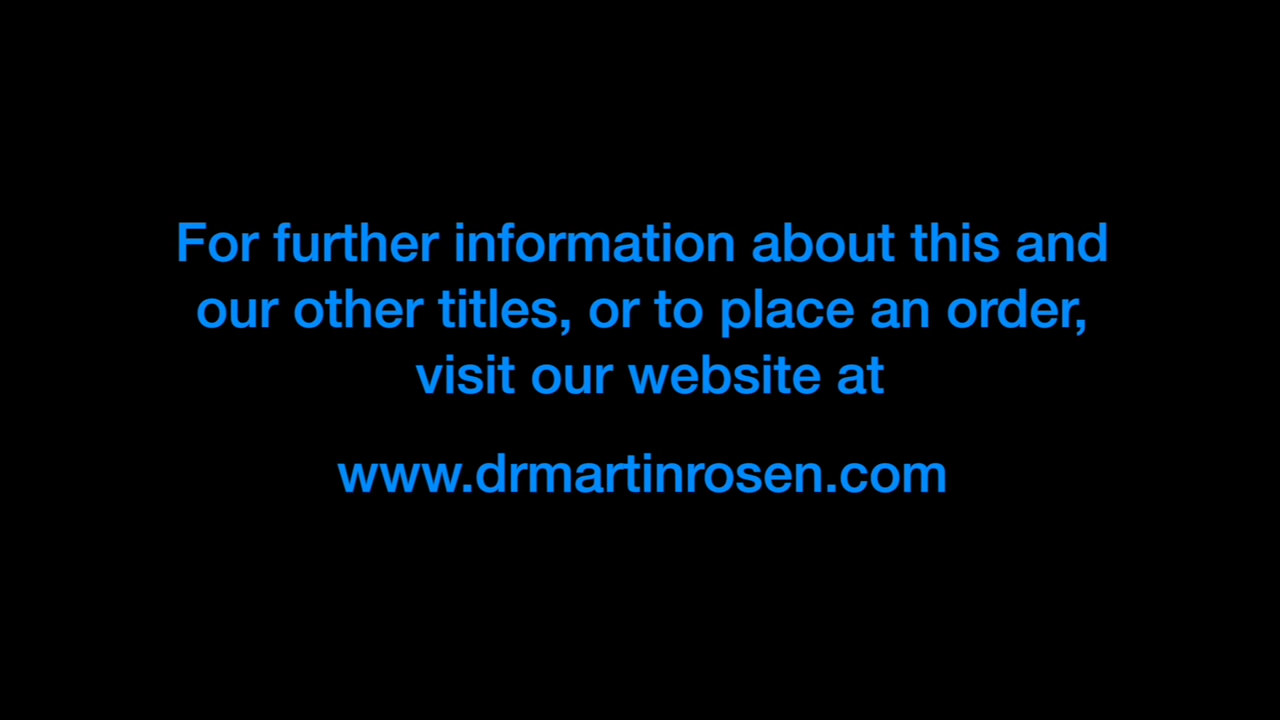 For further information about this and
our other titles, or to place an order,
visit our website at
www.drmartinrosen.com